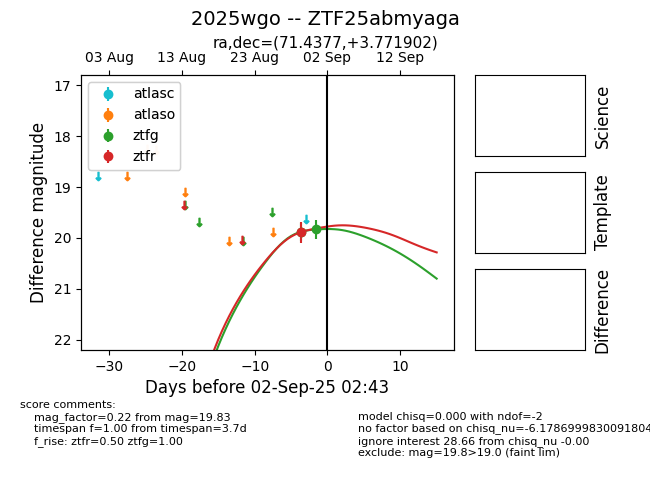 2025wgo -- ZTF25abmyaga
ra,dec=(71.4377,+3.771902)
03 Aug 13 Aug 23 Aug 02 Sep 12 Sep
17
18
19
20
21
22
Difference magnitude
atlasc
atlaso
ztfg
ztfr
−30 −20 −10 0 10
Days before 02-Sep-25 02:43
Science
Template
Difference
score comments:
mag_factor=0.22 from mag=19.83
timespan f=1.00 from timespan=3.7d
f_rise: ztfr=0.50 ztfg=1.00
model chisq=0.000 with ndof=-2
no factor based on chisq_nu=-6.1786999830091804
ignore interest 28.66 from chisq_nu -0.00
exclude: mag=19.8>19.0 (faint lim)